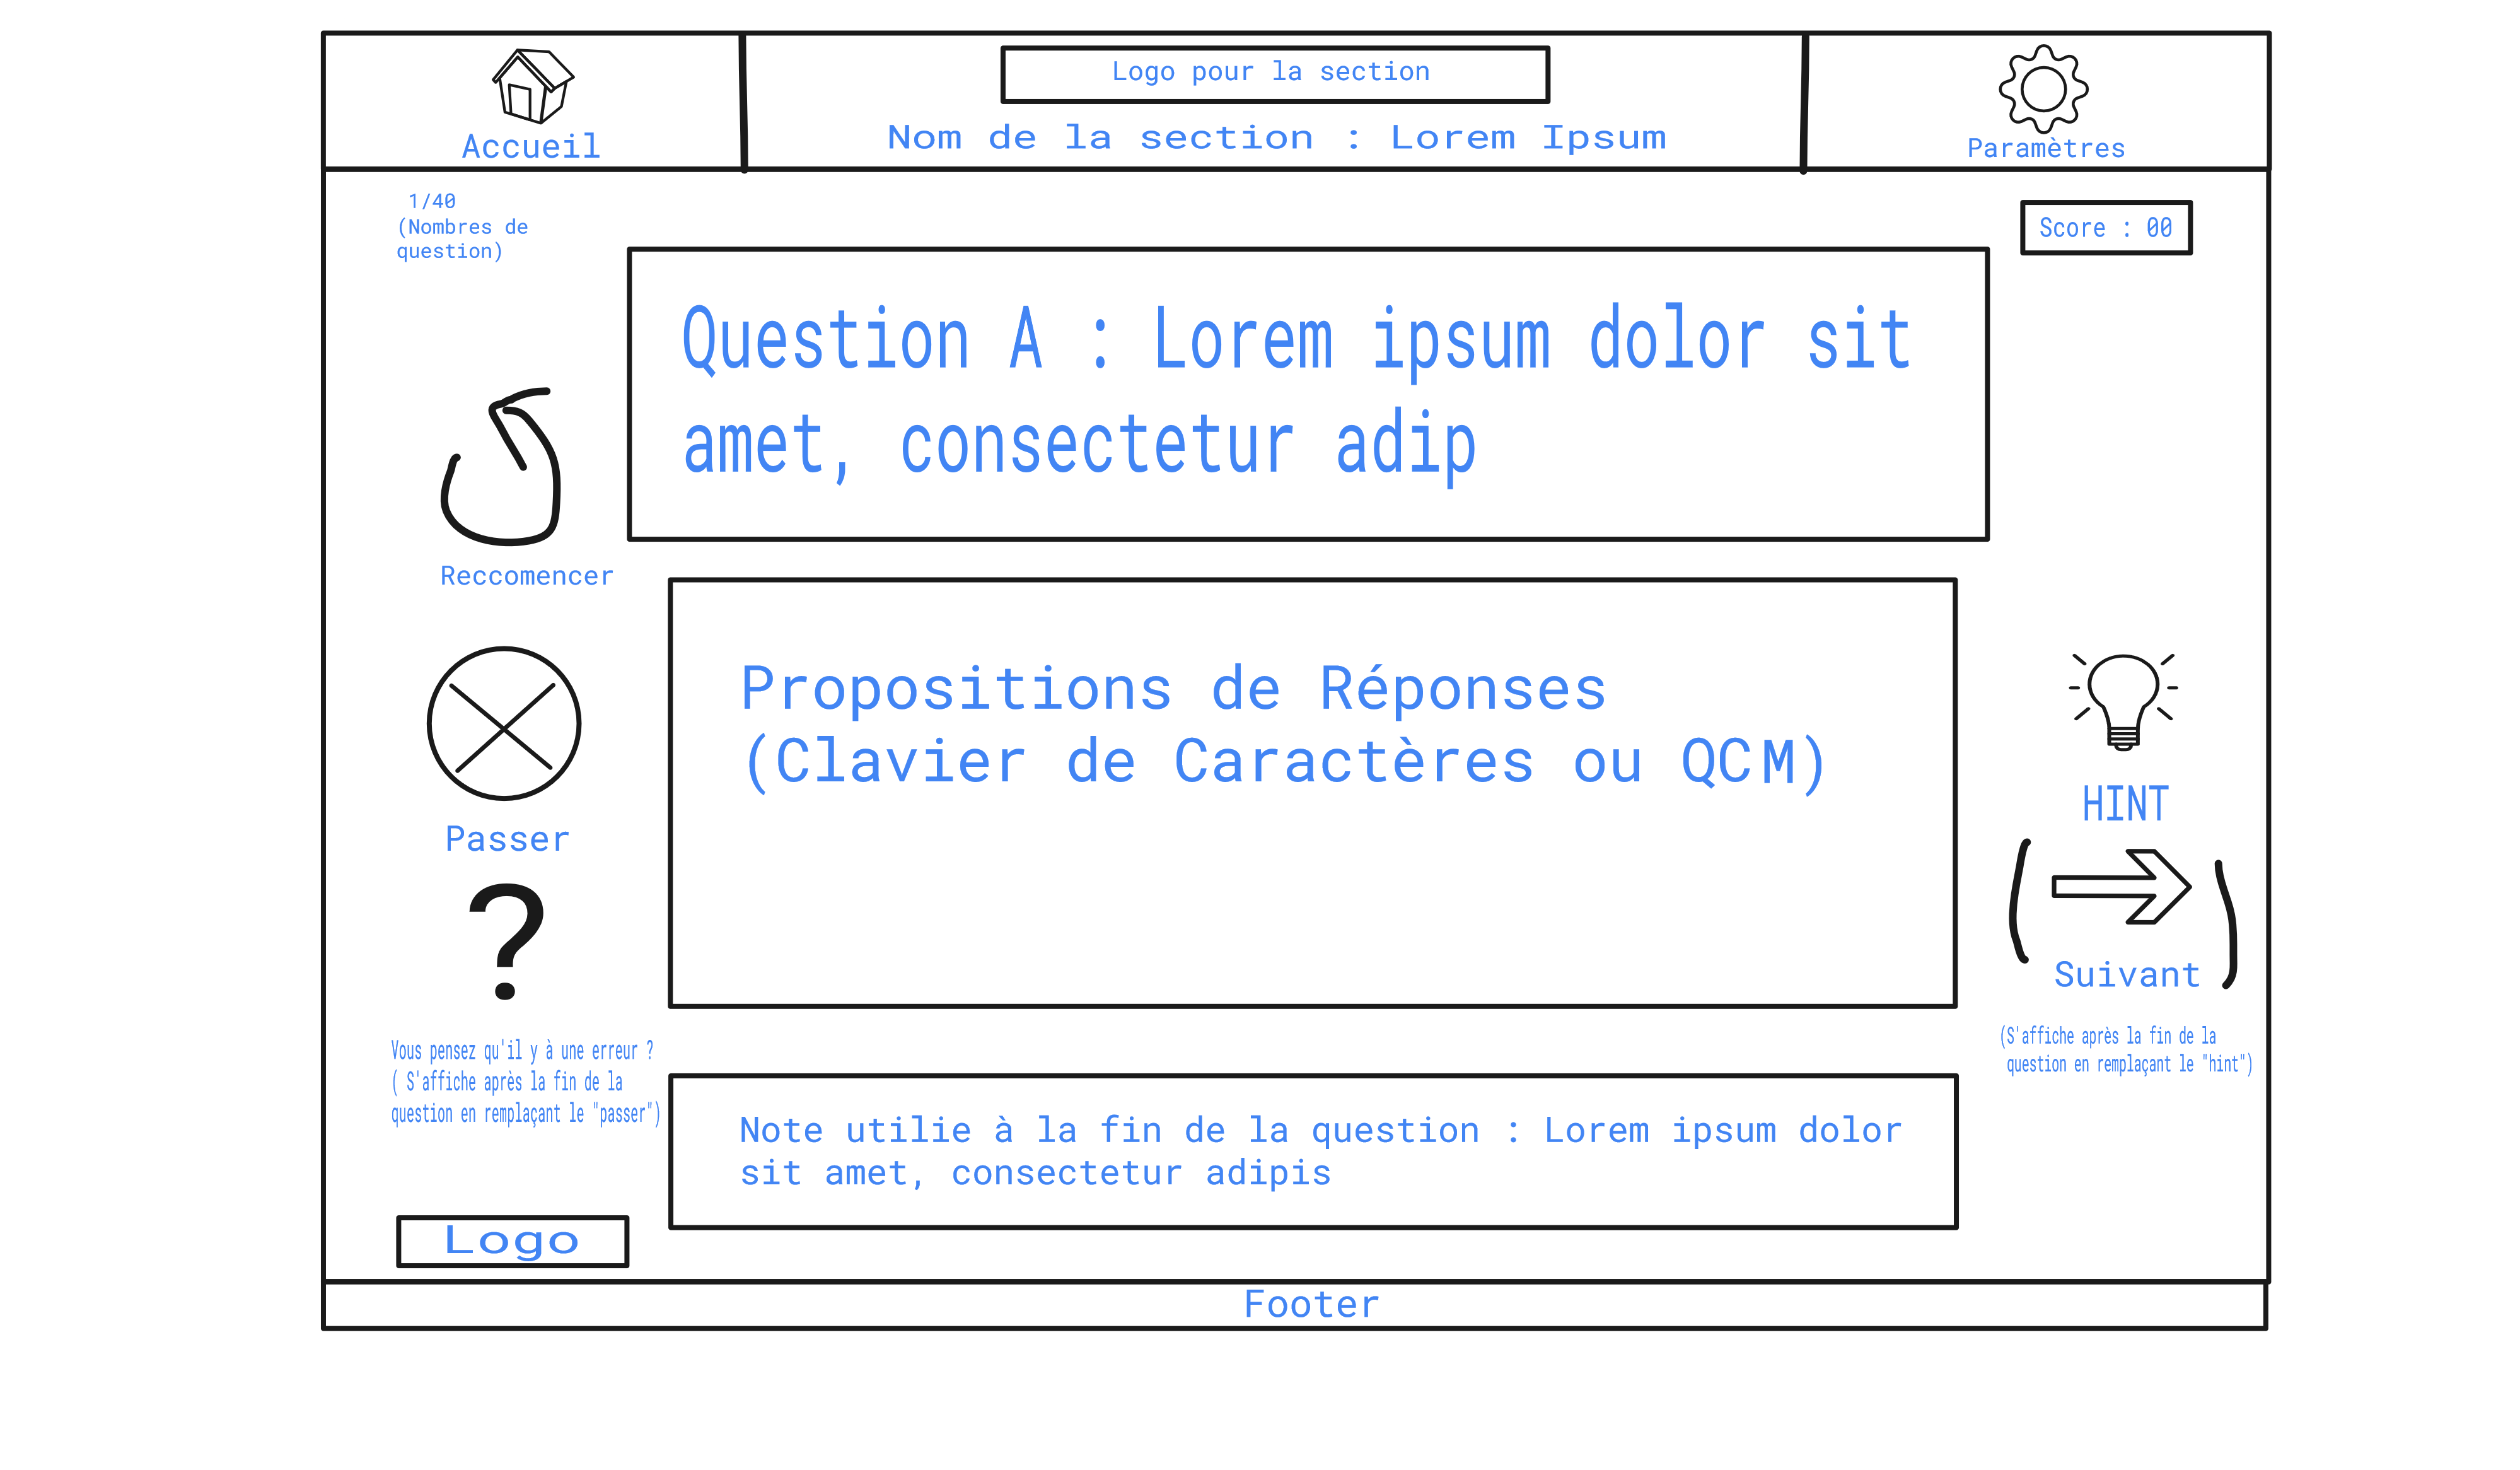 Accueil
Logo pour la section
Nom de la section : Lorem Ipsum
Paramètres
1/40
(Nombres de
question)
Score : 00
Question A : Lorem ipsum dolor sit
amet, consectetur adip
Reccomencer
Propositions de Réponses
(Clavier de Caractères ou QCM)
Passer
?
Vous pensez qu'il y à une erreur ?
( S'affiche après la fin de la
question en remplaçant le "passer")
HINT
Suivant
(S'affiche après la fin de la
question en remplaçant le "hint")
Note utilie à la fin de la question : Lorem ipsum dolor
sit amet, consectetur adipis
Logo
Footer